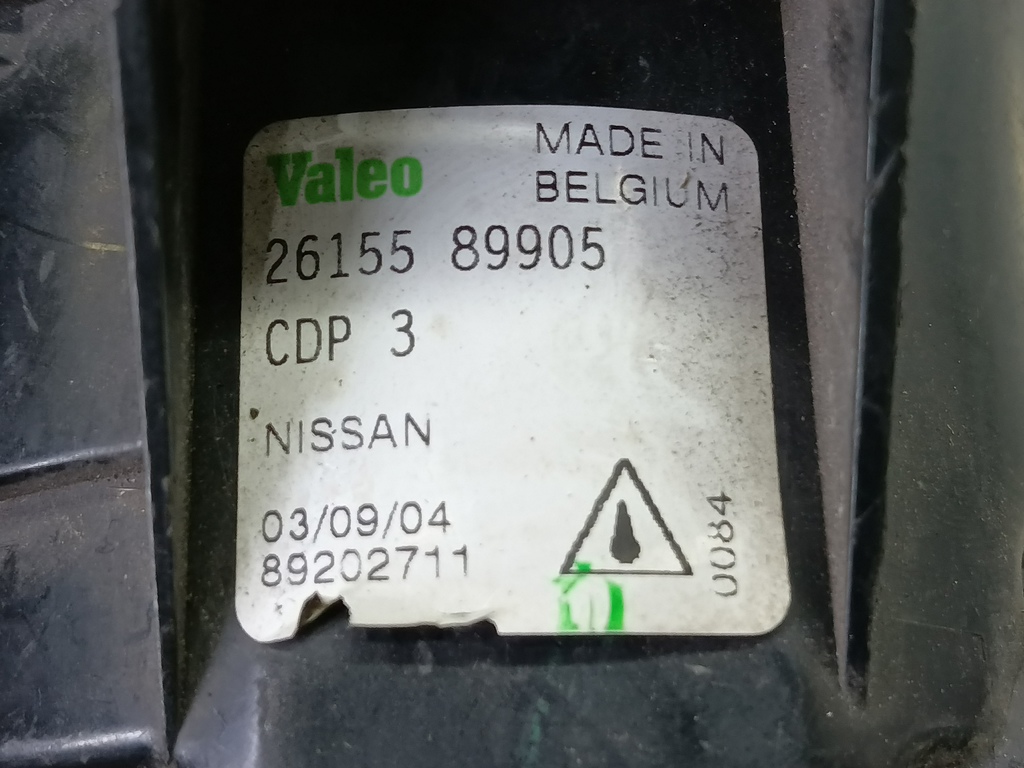 Valeo
MADE IN
BELGIUM
26155 89905
CDP 3
NISSAN
03/09/04
89202711
0084